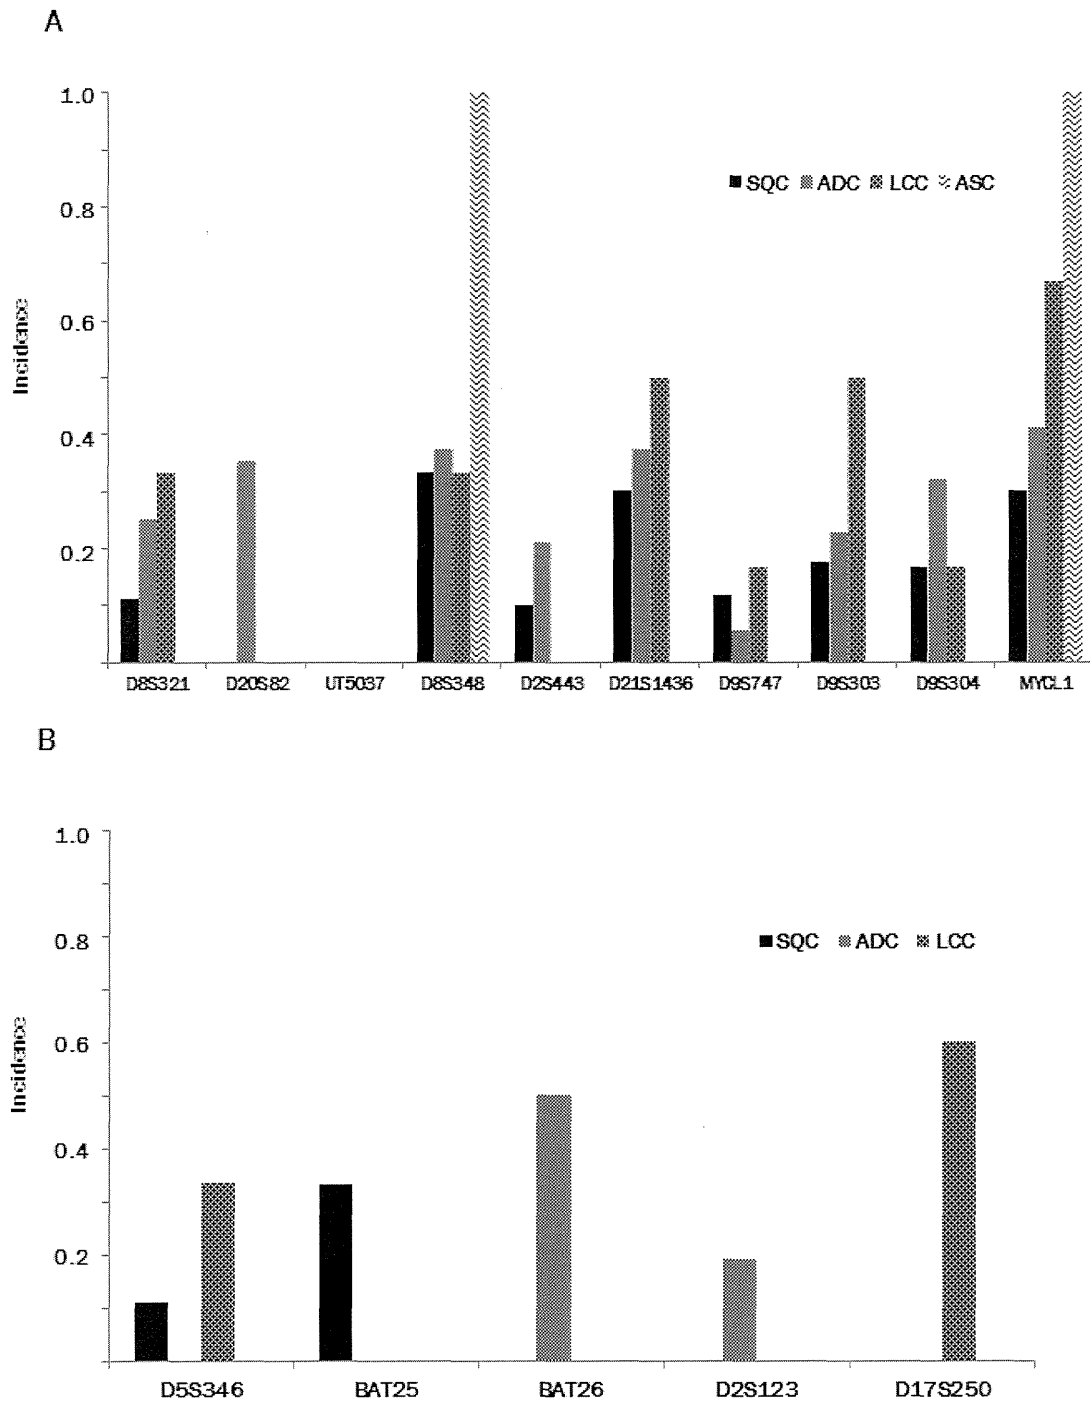 A
1.0
0.8
0.6
0.4
0.2
Incidence
SQC ADC LCC ASC
D8S321 D20S82 UT5037 D8S348 D2S443 D21S1436 D9S747 D9S303 D9S304 MYCL1
B
1.0
0.8
0.6
0.4
0.2
Incidence
SQC ADC LCC
D5S346 BAT25 BAT26 D2S123 D17S250